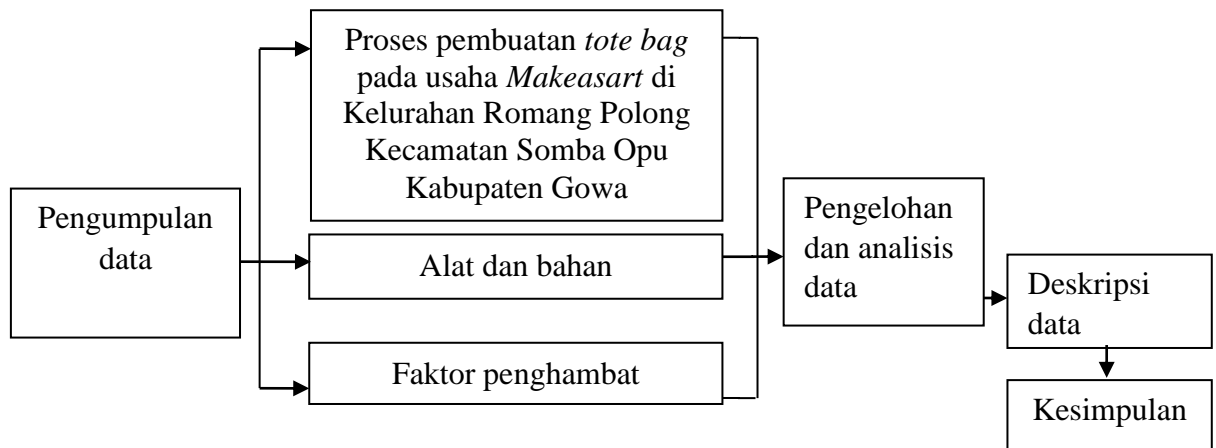 Pengumpulan
data
Proses pembuatan tote bag
pada usaha Makeasart di
Kelurahan Romang Polong
Kecamatan Somba Opu
Kabupaten Gowa
Alat dan bahan
Faktor penghambat
Pengelohan
dan analisis
data
Deskripsi
data
Kesimpulan